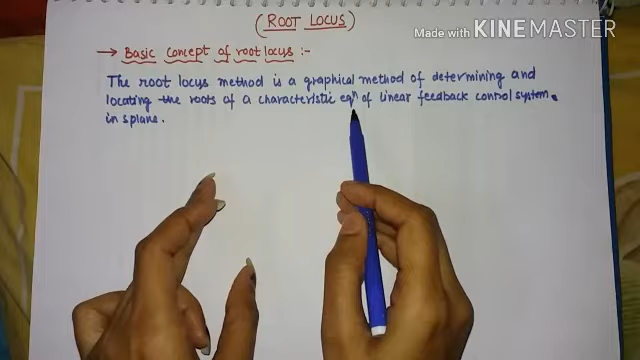 (ROOT LOCUS)
Made with KINEMASTER
→ Basic concept of root locus :-
The root locus method is a graphical method of determining and
locating the roots of a characteristic eqⁿ of linear feedback control system.
in s plane.